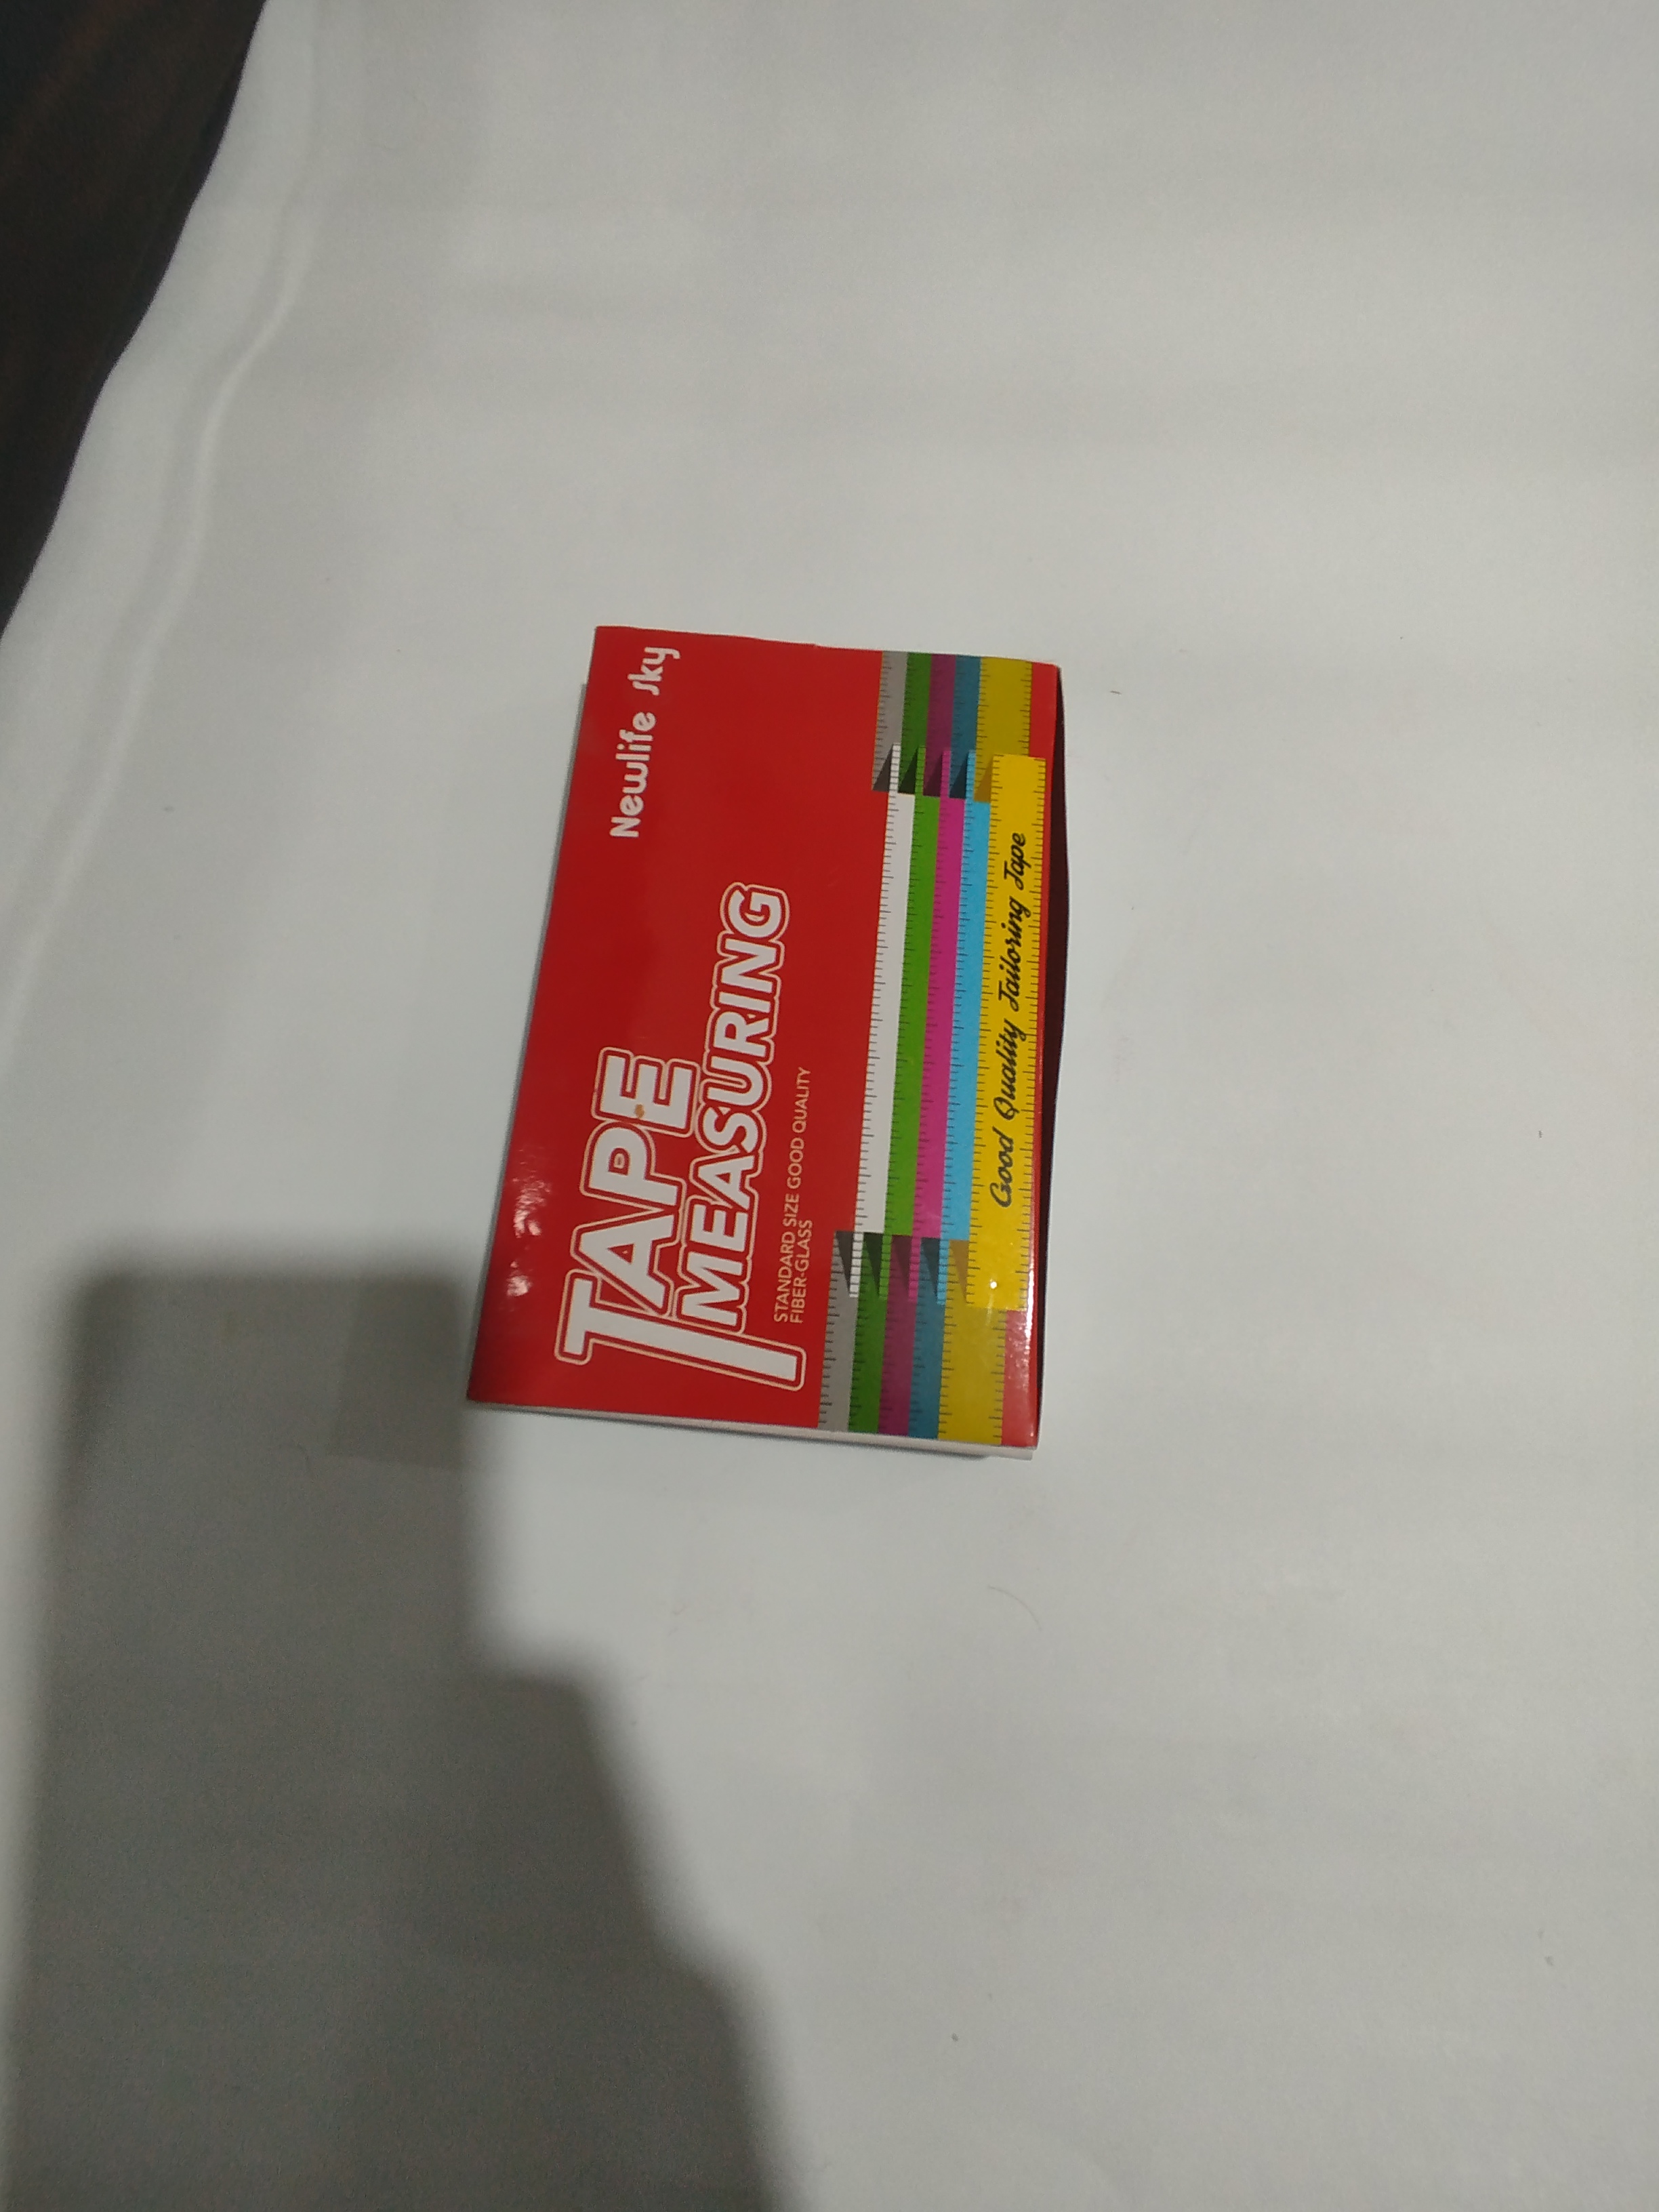 Newlife sky
TAPE
MEASURING
STANDARD SIZE GOOD QUALITY
FIBER-GLASS
Good Quality Tailoring Tape